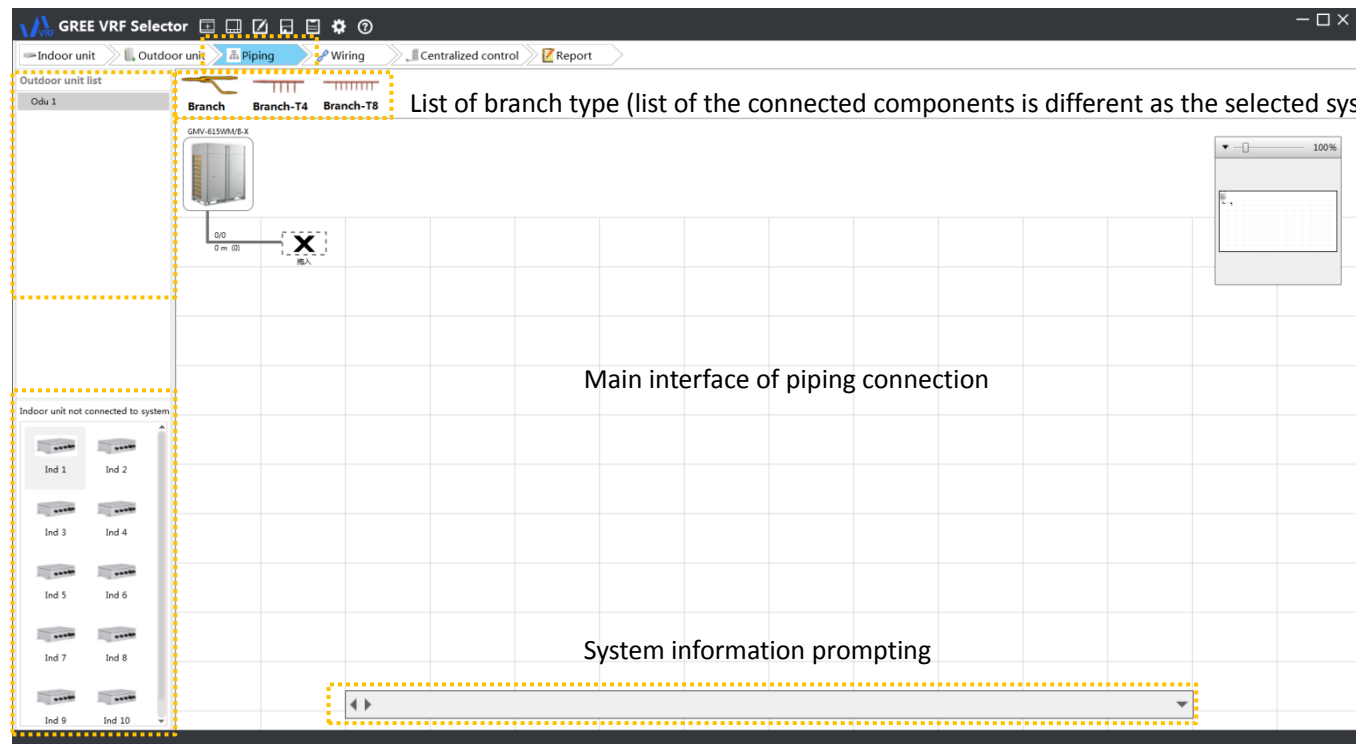 VRF GREE VRF Selector
Indoor unit Outdoor unit Piping Wiring Centralized control Report
Outdoor unit list
Odu 1
Branch Branch-T4 Branch-T8
List of branch type (list of the connected components is different as the selected sys
GMV-615WM/B-X
100%
0/0
0 m (0)
X
拖入
Main interface of piping connection
Indoor unit not connected to system
Ind 1 Ind 2
Ind 3 Ind 4
Ind 5 Ind 6
Ind 7 Ind 8
Ind 9 Ind 10
System information prompting